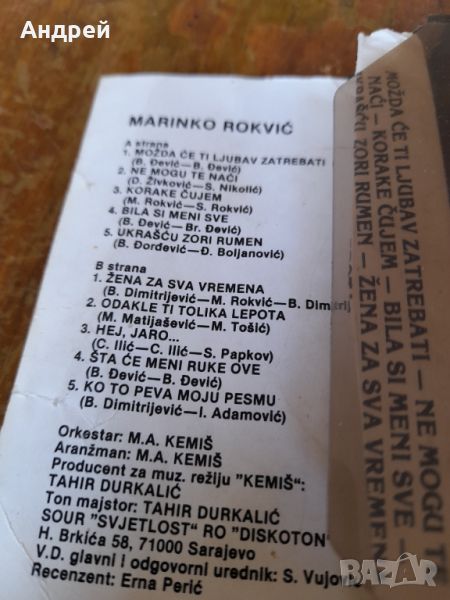 Андрей
MARINKO ROKVIĆ
A strana
1. MOŽDA ĆE TI LJUBAV ZATREBATI
(B. Đević—B. Đević)
2. NE MOGU TE NAĆI
(D. Živković—S. Nikolić)
3. KORAKE ČUJEM
(M. Rokvić—S. Rokvić)
4. BILA SI MENI SVE
(B. Đević—Br. Đević)
5. UKRAŠĆU ZORI RUMEN
(B. Đorđević—Đ. Boljanović)
B strana
1. ŽENA ZA SVA VREMENA
(B. Dimitrijević—M. Rokvić—B. Dimitrij
2. ODAKLE TI TOLIKA LEPOTA
(M. Matijašević—M. Tošić)
3. HEJ, JARO...
(C. Ilić—C. Ilić—S. Papkov)
4. ŠTA ĆE MENI RUKE OVE
(B. Đević—B. Đević)
5. KO TO PEVA MOJU PESMU
(B. Dimitrijević—I. Adamović)
Orkestar: M.A. KEMIŠ
Aranžman: M.A. KEMIŠ
Producent za muz. režiju "KEMIŠ":
TAHIR DURKALIĆ
Ton majstor: TAHIR DURKALIĆ
SOUR "SVJETLOST" RO "DISKOTON"
H. Brkića 58, 71000 Sarajevo
V.D. glavni i odgovorni urednik: S. Vujović
Recenzent: Erna Perić
MOŽDA ĆE TI LJUBAV ZATREBATI — NE MOGU T
NAĆI — KORAKE ČUJEM — BILA SI MENI SVE —
UKRAŠĆU ZORI RUMEN — ŽENA ZA SVA VREMEN
BAZAR